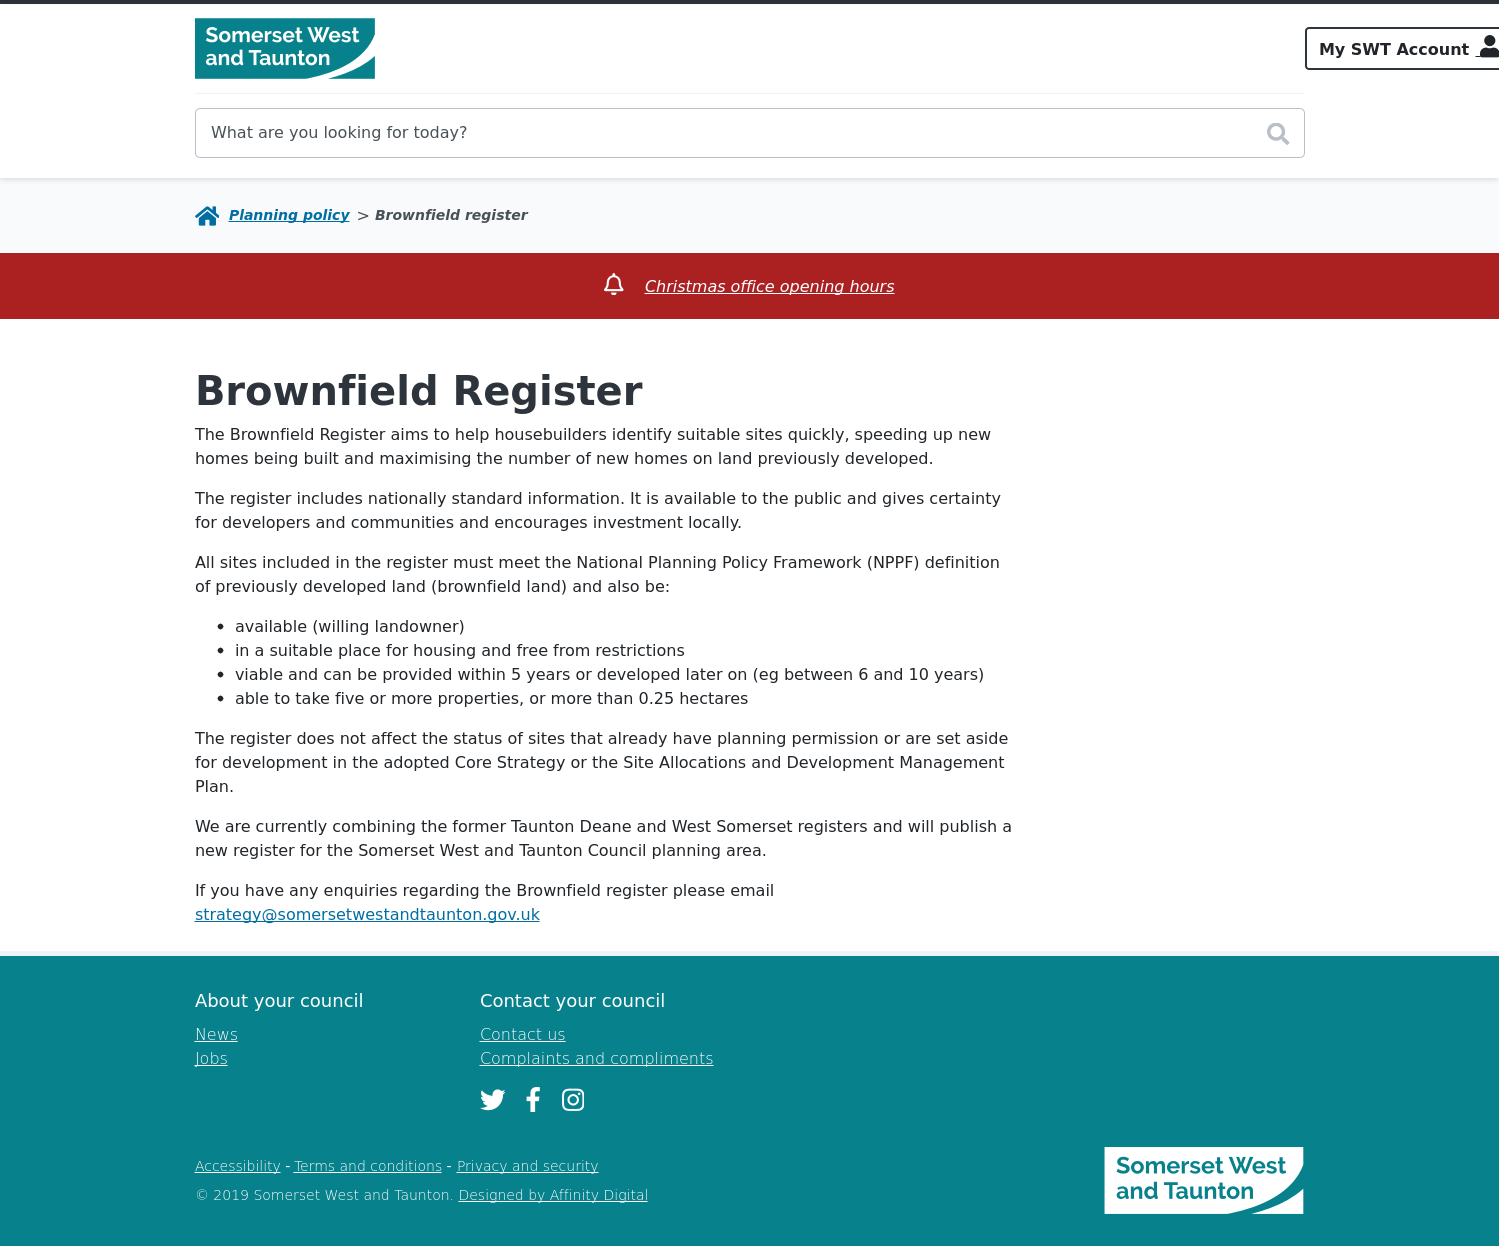 Somerset West
and Taunton
My SWT Account
What are you looking for today?
Planning policy > Brownfield register
Christmas office opening hours
Brownfield Register
The Brownfield Register aims to help housebuilders identify suitable sites quickly, speeding up new
homes being built and maximising the number of new homes on land previously developed.
The register includes nationally standard information. It is available to the public and gives certainty
for developers and communities and encourages investment locally.
All sites included in the register must meet the National Planning Policy Framework (NPPF) definition
of previously developed land (brownfield land) and also be:
• available (willing landowner)
• in a suitable place for housing and free from restrictions
• viable and can be provided within 5 years or developed later on (eg between 6 and 10 years)
• able to take five or more properties, or more than 0.25 hectares
The register does not affect the status of sites that already have planning permission or are set aside
for development in the adopted Core Strategy or the Site Allocations and Development Management
Plan.
We are currently combining the former Taunton Deane and West Somerset registers and will publish a
new register for the Somerset West and Taunton Council planning area.
If you have any enquiries regarding the Brownfield register please email
strategy@somersetwestandtaunton.gov.uk
About your council
News
Jobs
Contact your council
Contact us
Complaints and compliments
Accessibility - Terms and conditions - Privacy and security
© 2019 Somerset West and Taunton. Designed by Affinity Digital
Somerset West
and Taunton